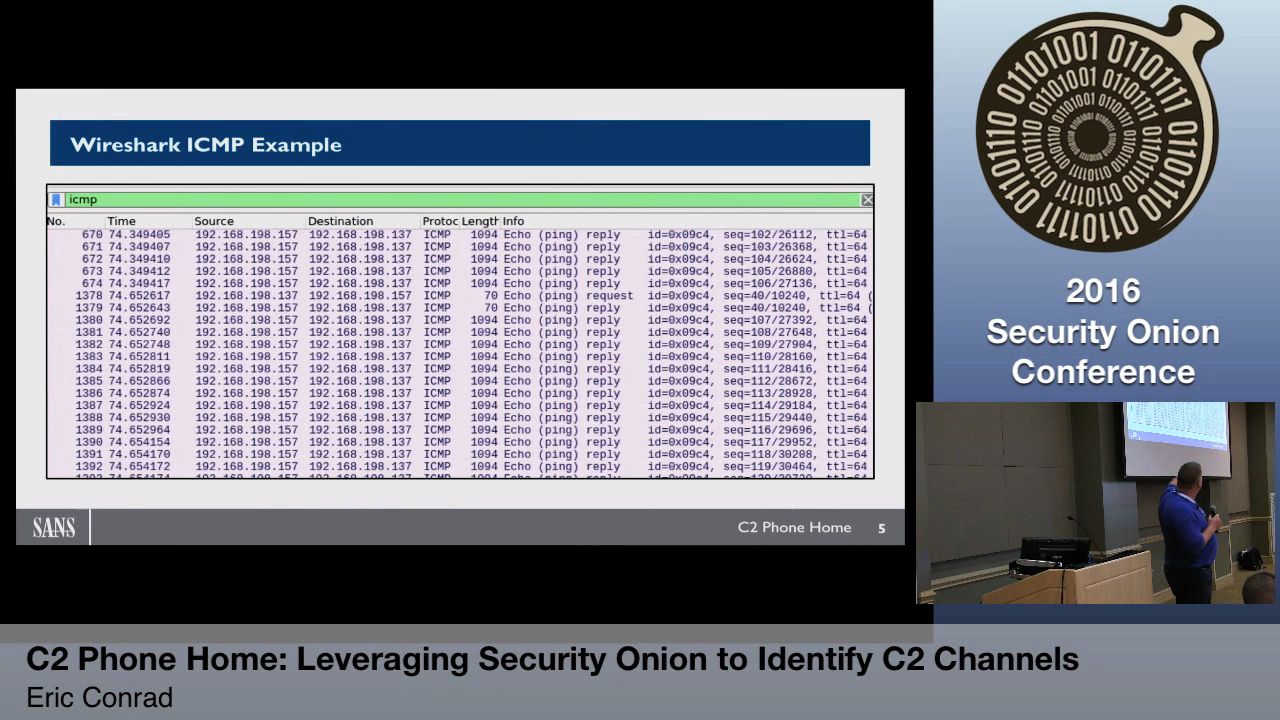 Wireshark ICMP Example
icmp
No. Time Source Destination Protoc Length Info
670 74.349405 192.168.198.157 192.168.198.137 ICMP 1094 Echo (ping) reply id=0x09c4, seq=102/26112, ttl=64
671 74.349407 192.168.198.157 192.168.198.137 ICMP 1094 Echo (ping) reply id=0x09c4, seq=103/26368, ttl=64
672 74.349410 192.168.198.157 192.168.198.137 ICMP 1094 Echo (ping) reply id=0x09c4, seq=104/26624, ttl=64
673 74.349412 192.168.198.157 192.168.198.137 ICMP 1094 Echo (ping) reply id=0x09c4, seq=105/26880, ttl=64
674 74.349417 192.168.198.157 192.168.198.137 ICMP 1094 Echo (ping) reply id=0x09c4, seq=106/27136, ttl=64
1378 74.652617 192.168.198.137 192.168.198.157 ICMP 70 Echo (ping) request id=0x09c4, seq=40/10240, ttl=64 (
1379 74.652643 192.168.198.157 192.168.198.137 ICMP 70 Echo (ping) reply id=0x09c4, seq=40/10240, ttl=64 (
1380 74.652692 192.168.198.157 192.168.198.137 ICMP 1094 Echo (ping) reply id=0x09c4, seq=107/27392, ttl=64
1381 74.652740 192.168.198.157 192.168.198.137 ICMP 1094 Echo (ping) reply id=0x09c4, seq=108/27648, ttl=64
1382 74.652748 192.168.198.157 192.168.198.137 ICMP 1094 Echo (ping) reply id=0x09c4, seq=109/27904, ttl=64
1383 74.652811 192.168.198.157 192.168.198.137 ICMP 1094 Echo (ping) reply id=0x09c4, seq=110/28160, ttl=64
1384 74.652819 192.168.198.157 192.168.198.137 ICMP 1094 Echo (ping) reply id=0x09c4, seq=111/28416, ttl=64
1385 74.652866 192.168.198.157 192.168.198.137 ICMP 1094 Echo (ping) reply id=0x09c4, seq=112/28672, ttl=64
1386 74.652874 192.168.198.157 192.168.198.137 ICMP 1094 Echo (ping) reply id=0x09c4, seq=113/28928, ttl=64
1387 74.652924 192.168.198.157 192.168.198.137 ICMP 1094 Echo (ping) reply id=0x09c4, seq=114/29184, ttl=64
1388 74.652930 192.168.198.157 192.168.198.137 ICMP 1094 Echo (ping) reply id=0x09c4, seq=115/29440, ttl=64
1389 74.652964 192.168.198.157 192.168.198.137 ICMP 1094 Echo (ping) reply id=0x09c4, seq=116/29696, ttl=64
1390 74.654154 192.168.198.157 192.168.198.137 ICMP 1094 Echo (ping) reply id=0x09c4, seq=117/29952, ttl=64
1391 74.654170 192.168.198.157 192.168.198.137 ICMP 1094 Echo (ping) reply id=0x09c4, seq=118/30208, ttl=64
1392 74.654172 192.168.198.157 192.168.198.137 ICMP 1094 Echo (ping) reply id=0x09c4, seq=119/30464, ttl=64
SANS
C2 Phone Home 5
2016
Security Onion
Conference
C2 Phone Home: Leveraging Security Onion to Identify C2 Channels
Eric Conrad